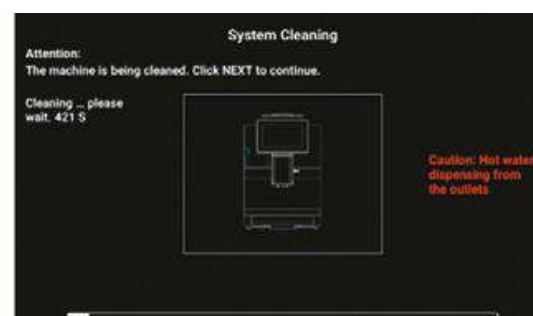 System Cleaning
Attention:
The machine is being cleaned. Click NEXT to continue.
Cleaning ... please
wait. 421 S
Caution: Hot water
dispensing from
the outlets